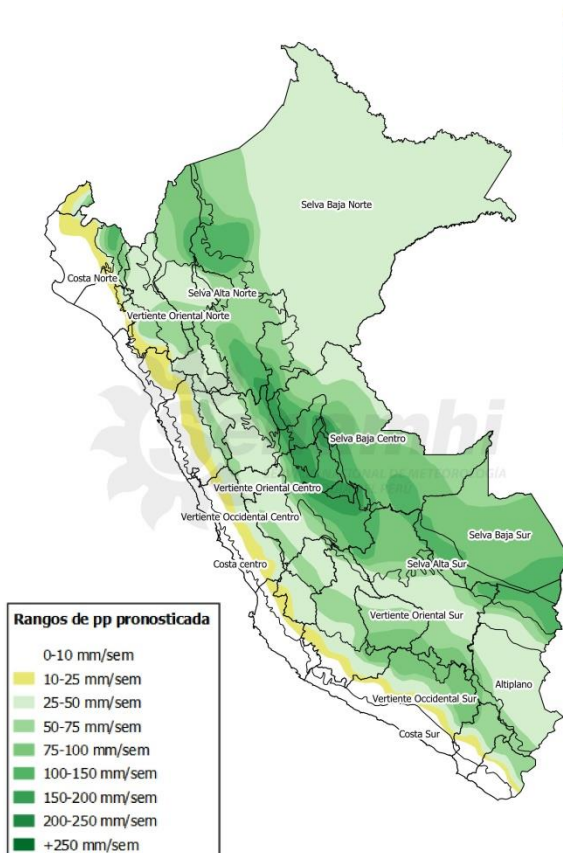 Selva Baja Norte
Costa Norte
Selva Alta Norte
Vertiente Oriental Norte
Selva Baja Centro
senamhi
NACIONAL DE METEOROLOGÍA
Vertiente Oriental Centro
Vertiente Occidental Centro
Selva Baja Sur
Costa centro
Selva Alta Sur
Vertiente Oriental Sur
Altiplano
Vertiente Occidental Sur
Costa Sur
Rangos de pp pronosticada
0-10 mm/sem
10-25 mm/sem
25-50 mm/sem
50-75 mm/sem
75-100 mm/sem
100-150 mm/sem
150-200 mm/sem
200-250 mm/sem
+250 mm/sem